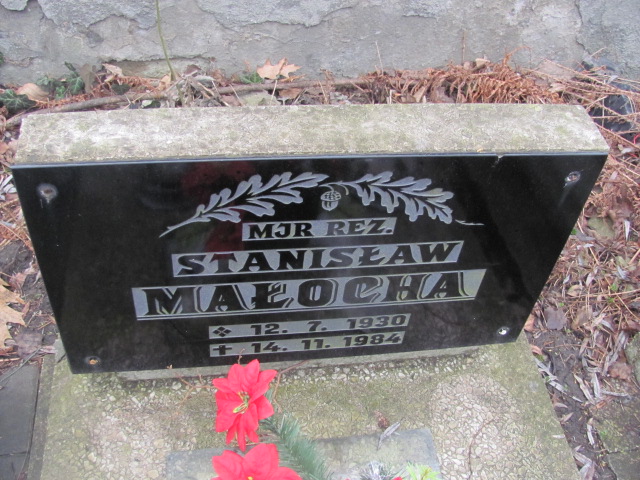 MJR REZ.
STANISŁAW
MAŁOCHA
12. 7. 1930
14. 11. 1984